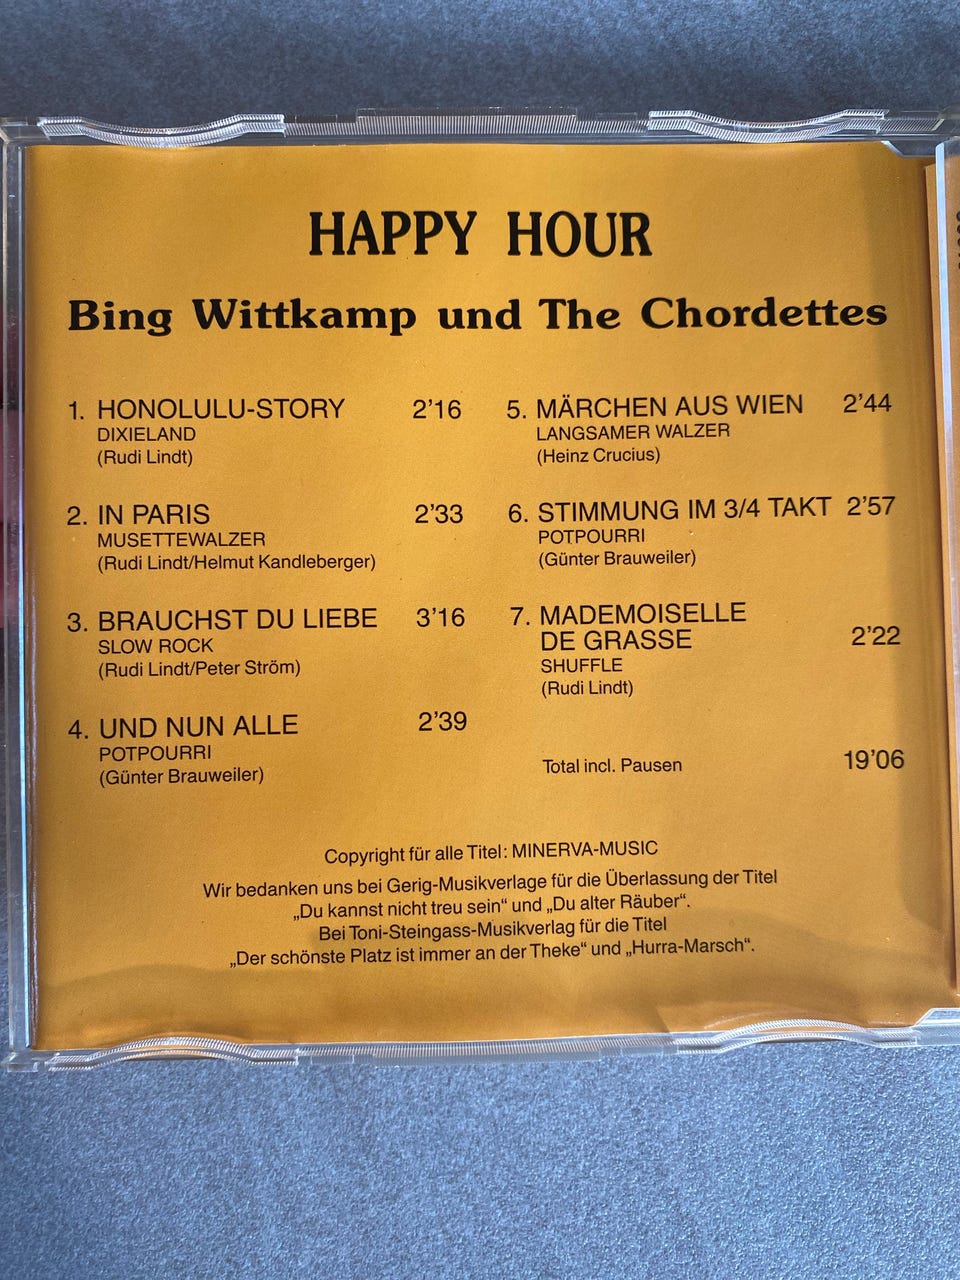 HAPPY HOUR
Bing Wittkamp und The Chordettes
1. HONOLULU-STORY 2’16
DIXIELAND
(Rudi Lindt)
2. IN PARIS 2’33
MUSETTEWALZER
(Rudi Lindt/Helmut Kandleberger)
3. BRAUCHST DU LIEBE 3’16
SLOW ROCK
(Rudi Lindt/Peter Ström)
4. UND NUN ALLE 2’39
POTPOURRI
(Günter Brauweiler)
5. MÄRCHEN AUS WIEN 2’44
LANGSAMER WALZER
(Heinz Crucius)
6. STIMMUNG IM 3/4 TAKT 2’57
POTPOURRI
(Günter Brauweiler)
7. MADEMOISELLE
DE GRASSE 2’22
SHUFFLE
(Rudi Lindt)
Total incl. Pausen 19’06
Copyright für alle Titel: MINERVA-MUSIC
Wir bedanken uns bei Gerig-Musikverlage für die Überlassung der Titel
„Du kannst nicht treu sein“ und „Du alter Räuber“.
Bei Toni-Steingass-Musikverlag für die Titel
„Der schönste Platz ist immer an der Theke“ und „Hurra-Marsch“.